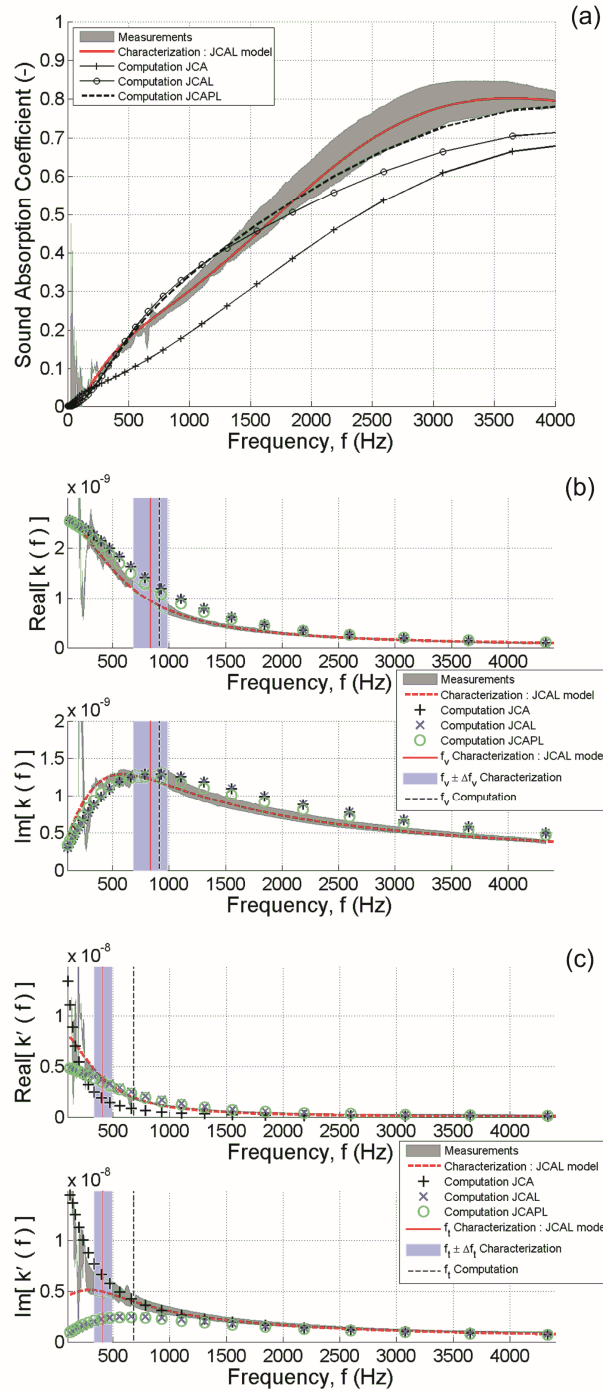 (a)
Measurements
Characterization : JCAL model
Computation JCA
Computation JCAL
Computation JCAPL
Sound Absorption Coefficient (-)
1
0.9
0.8
0.7
0.6
0.5
0.4
0.3
0.2
0.1
0
0 500 1000 1500 2000 2500 3000 3500 4000
Frequency, f (Hz)
(b)
x 10⁻⁹
Real[ k ( f ) ]
2
1
0
500 1000 1500 2000 2500 3000 3500 4000
Frequency, f (Hz)
Measurements
Characterization : JCAL model
Computation JCA
Computation JCAL
Computation JCAPL
fᵥ Characterization : JCAL mode
fᵥ ± Δfᵥ Characterization
fᵥ Computation
x 10⁻⁹
Im[ k ( f ) ]
2
1.5
1
0.5
0
500 1000 1500 2000 2500 3000 3500 4000
Frequency, f (Hz)
(c)
x 10⁻⁸
Real[ k' ( f ) ]
1
0.5
0
500 1000 1500 2000 2500 3000 3500 4000
Frequency, f (Hz)
Measurements
Characterization : JCAL model
Computation JCA
Computation JCAL
Computation JCAPL
fₜ Characterization : JCAL mode
fₜ ± Δfₜ Characterization
fₜ Computation
x 10⁻⁸
Im[ k' ( f ) ]
1
0.5
0
500 1000 1500 2000 2500 3000 3500 4000
Frequency, f (Hz)